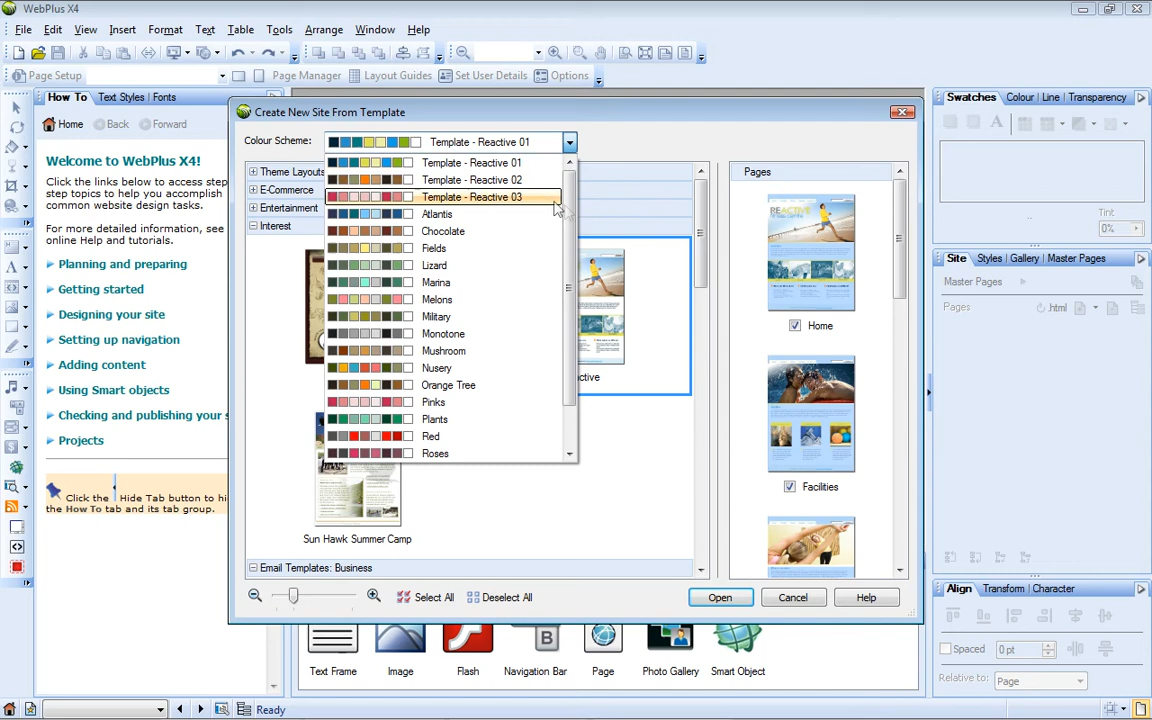 WebPlus X4
File Edit View Insert Format Text Table Tools Arrange Window Help
Page Setup Page Manager Layout Guides Set User Details Options
How To Text Styles Fonts
Home Back Forward
Welcome to WebPlus X4!
Click the links below to access step
step topics to help you accomplish
common website design tasks.
For more detailed information, see
online Help and tutorials.
Planning and preparing
Getting started
Designing your site
Setting up navigation
Adding content
Using Smart objects
Checking and publishing your s
Projects
Click the Hide Tab button to hi
the How To tab and its tab group.
Create New Site From Template
Colour Scheme: Template - Reactive 01
Theme Layouts
E-Commerce
Entertainment
Interest
Template - Reactive 01
Template - Reactive 02
Template - Reactive 03
Atlantis
Chocolate
Fields
Lizard
Marina
Melons
Military
Monotone
Mushroom
Nusery
Orange Tree
Pinks
Plants
Red
Roses
active
Sun Hawk Summer Camp
Email Templates: Business
Select All Deselect All
Open Cancel Help
Pages
REACTIVE
Home
Facilities
Text Frame Image Flash Navigation Bar Page Photo Gallery Smart Object
Swatches Colour Line Transparency
Tint
0%
Site Styles Gallery Master Pages
Master Pages
Pages .html
Align Transform Character
Spaced 0 pt
Relative to: Page
Ready